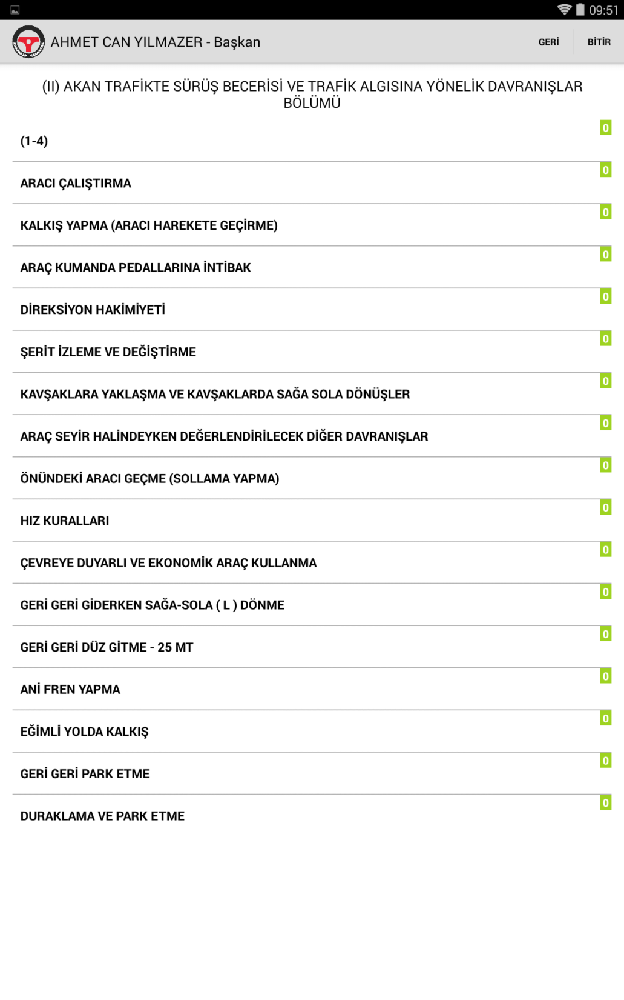 09:51
AHMET CAN YILMAZER - Başkan
GERİ
BİTİR
(II) AKAN TRAFİKTE SÜRÜŞ BECERİSİ VE TRAFİK ALGISINA YÖNELİK DAVRANIŞLAR
BÖLÜMÜ
0
(1-4)
0
ARACI ÇALIŞTIRMA
0
KALKIŞ YAPMA (ARACI HAREKETE GEÇİRME)
0
ARAÇ KUMANDA PEDALLARINA İNTİBAK
0
DİREKSİYON HAKİMİYETİ
0
ŞERİT İZLEME VE DEĞİŞTİRME
0
KAVŞAKLARA YAKLAŞMA VE KAVŞAKLARDA SAĞA SOLA DÖNÜŞLER
0
ARAÇ SEYİR HALİNDEYKEN DEĞERLENDİRİLECEK DİĞER DAVRANIŞLAR
0
ÖNÜNDEKİ ARACI GEÇME (SOLLAMA YAPMA)
0
HIZ KURALLARI
0
ÇEVREYE DUYARLI VE EKONOMİK ARAÇ KULLANMA
0
GERİ GERİ GİDERKEN SAĞA-SOLA ( L ) DÖNME
0
GERİ GERİ DÜZ GİTME - 25 MT
0
ANİ FREN YAPMA
0
EĞİMLİ YOLDA KALKIŞ
0
GERİ GERİ PARK ETME
0
DURAKLAMA VE PARK ETME